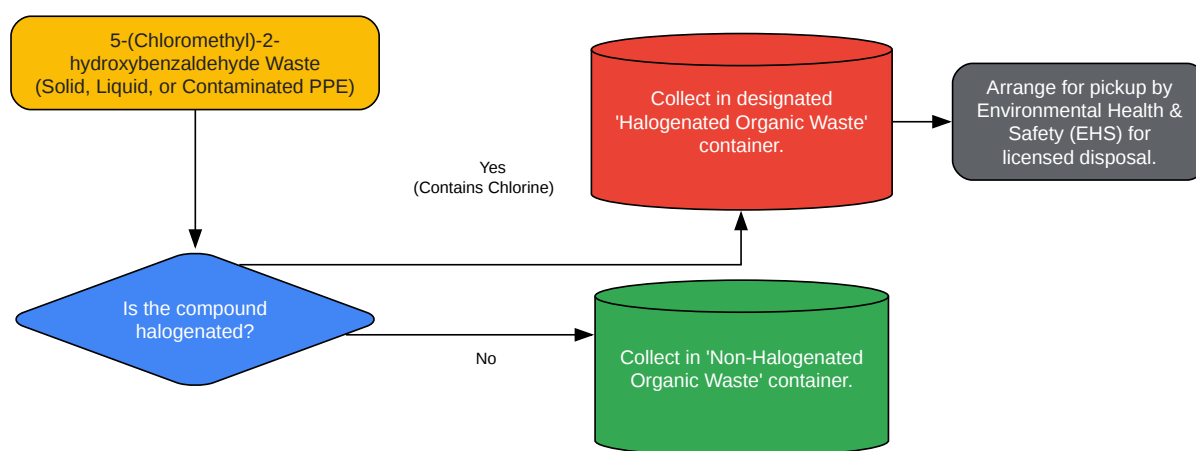 5-(Chloromethyl)-2-
hydroxybenzaldehyde Waste
(Solid, Liquid, or Contaminated PPE)
Collect in designated
'Halogenated Organic Waste'
container.
Arrange for pickup by
Environmental Health &
Safety (EHS) for
licensed disposal.
Yes
(Contains Chlorine)
Is the compound
halogenated?
No
Collect in 'Non-Halogenated
Organic Waste' container.